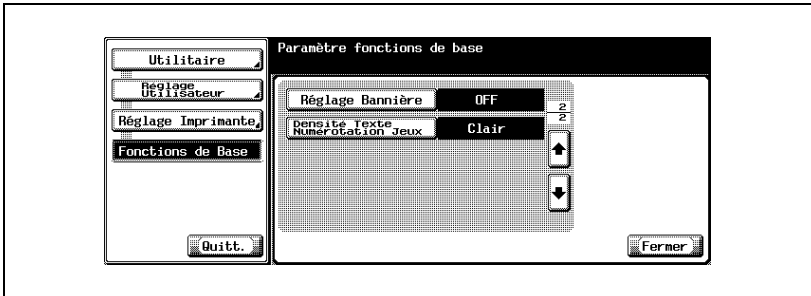 Utilitaire
Réglage
Utilisateur
Réglage Imprimante
Fonctions de Base
Quitt.
Paramètre fonctions de base
Réglage Bannière OFF
Densité Texte
Numérotation Jeux Clair
2
2
Fermer